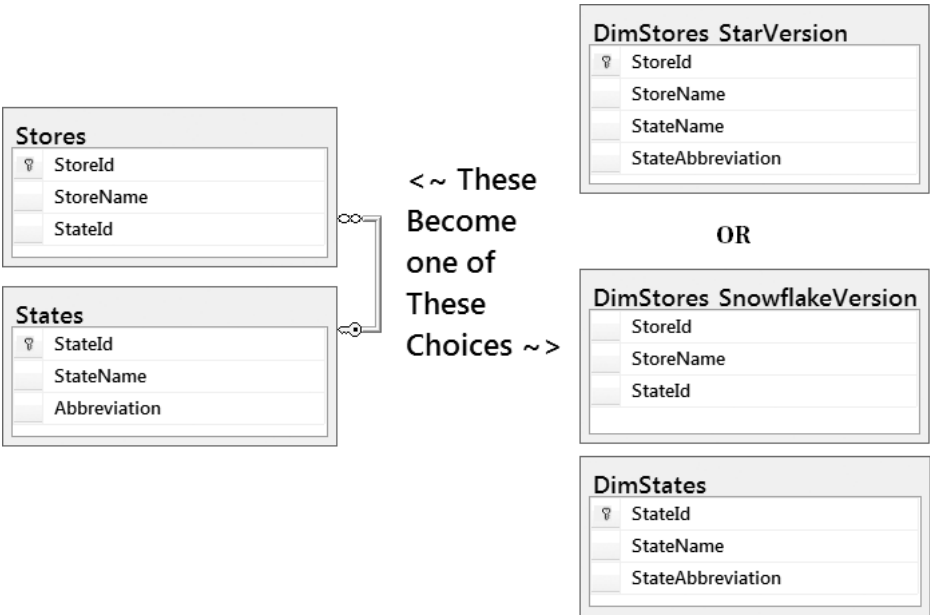 Stores
StoreId
StoreName
StateId
States
StateId
StateName
Abbreviation
<~ These
Become
one of
These
Choices ~>
DimStores StarVersion
StoreId
StoreName
StateName
StateAbbreviation
OR
DimStores SnowflakeVersion
StoreId
StoreName
StateId
DimStates
StateId
StateName
StateAbbreviation